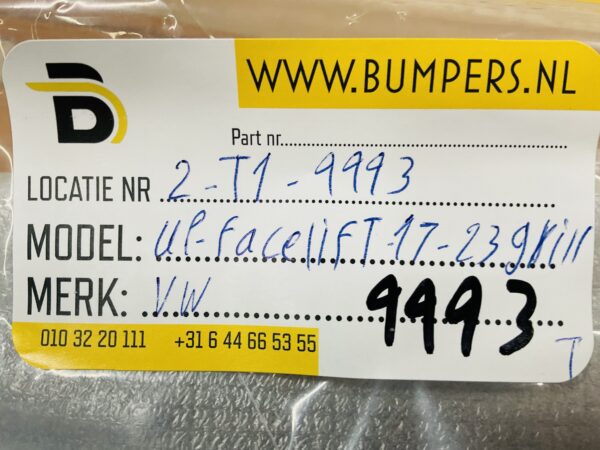 B
WWW.BUMPERS.NL
Part nr.
LOCATIE NR 2-T1-9993
MODEL: UP-FaceliFT-17-23 grill
MERK: VW
9993
T
010 32 20 111 +31 6 44 66 53 55